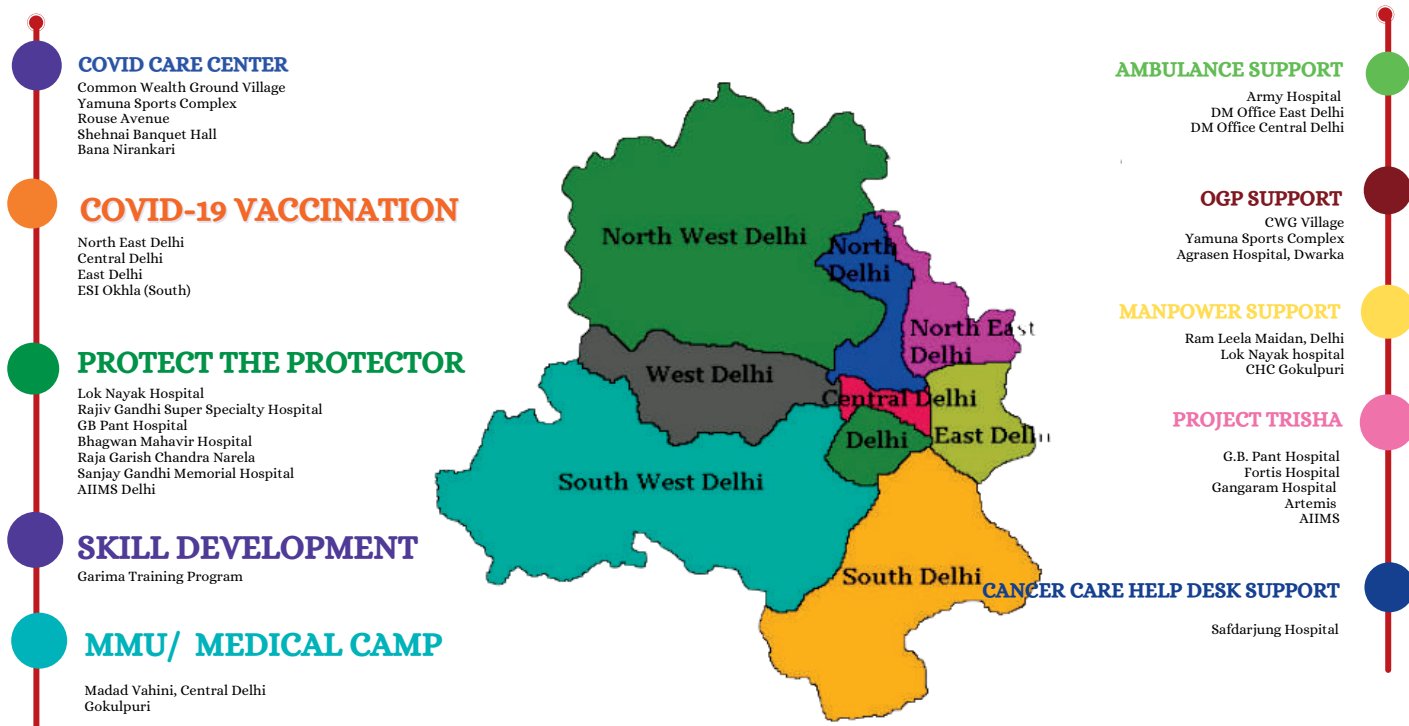 COVID CARE CENTER
Common Wealth Ground Village
Yamuna Sports Complex
Rouse Avenue
Shehnai Banquet Hall
Bana Nirankari
COVID-19 VACCINATION
North East Delhi
Central Delhi
East Delhi
ESI Okhla (South)
PROTECT THE PROTECTOR
Lok Nayak Hospital
Rajiv Gandhi Super Specialty Hospital
GB Pant Hospital
Bhagwan Mahavir Hospital
Raja Garish Chandra Narela
Sanjay Gandhi Memorial Hospital
AIIMS Delhi
SKILL DEVELOPMENT
Garima Training Program
MMU/ MEDICAL CAMP
Madad Vahini, Central Delhi
Gokulpuri
North West Delhi
North
Delhi
North East
Delhi
West Delhi
Central Delhi
Delhi
East Delhi
South West Delhi
South Delhi
AMBULANCE SUPPORT
Army Hospital
DM Office East Delhi
DM Office Central Delhi
OGP SUPPORT
CWG Village
Yamuna Sports Complex
Agrasen Hospital, Dwarka
MANPOWER SUPPORT
Ram Leela Maidan, Delhi
Lok Nayak hospital
CHC Gokulpuri
PROJECT TRISHA
G.B. Pant Hospital
Fortis Hospital
Gangaram Hospital
Artemis
AIIMS
CANCER CARE HELP DESK SUPPORT
Safdarjung Hospital